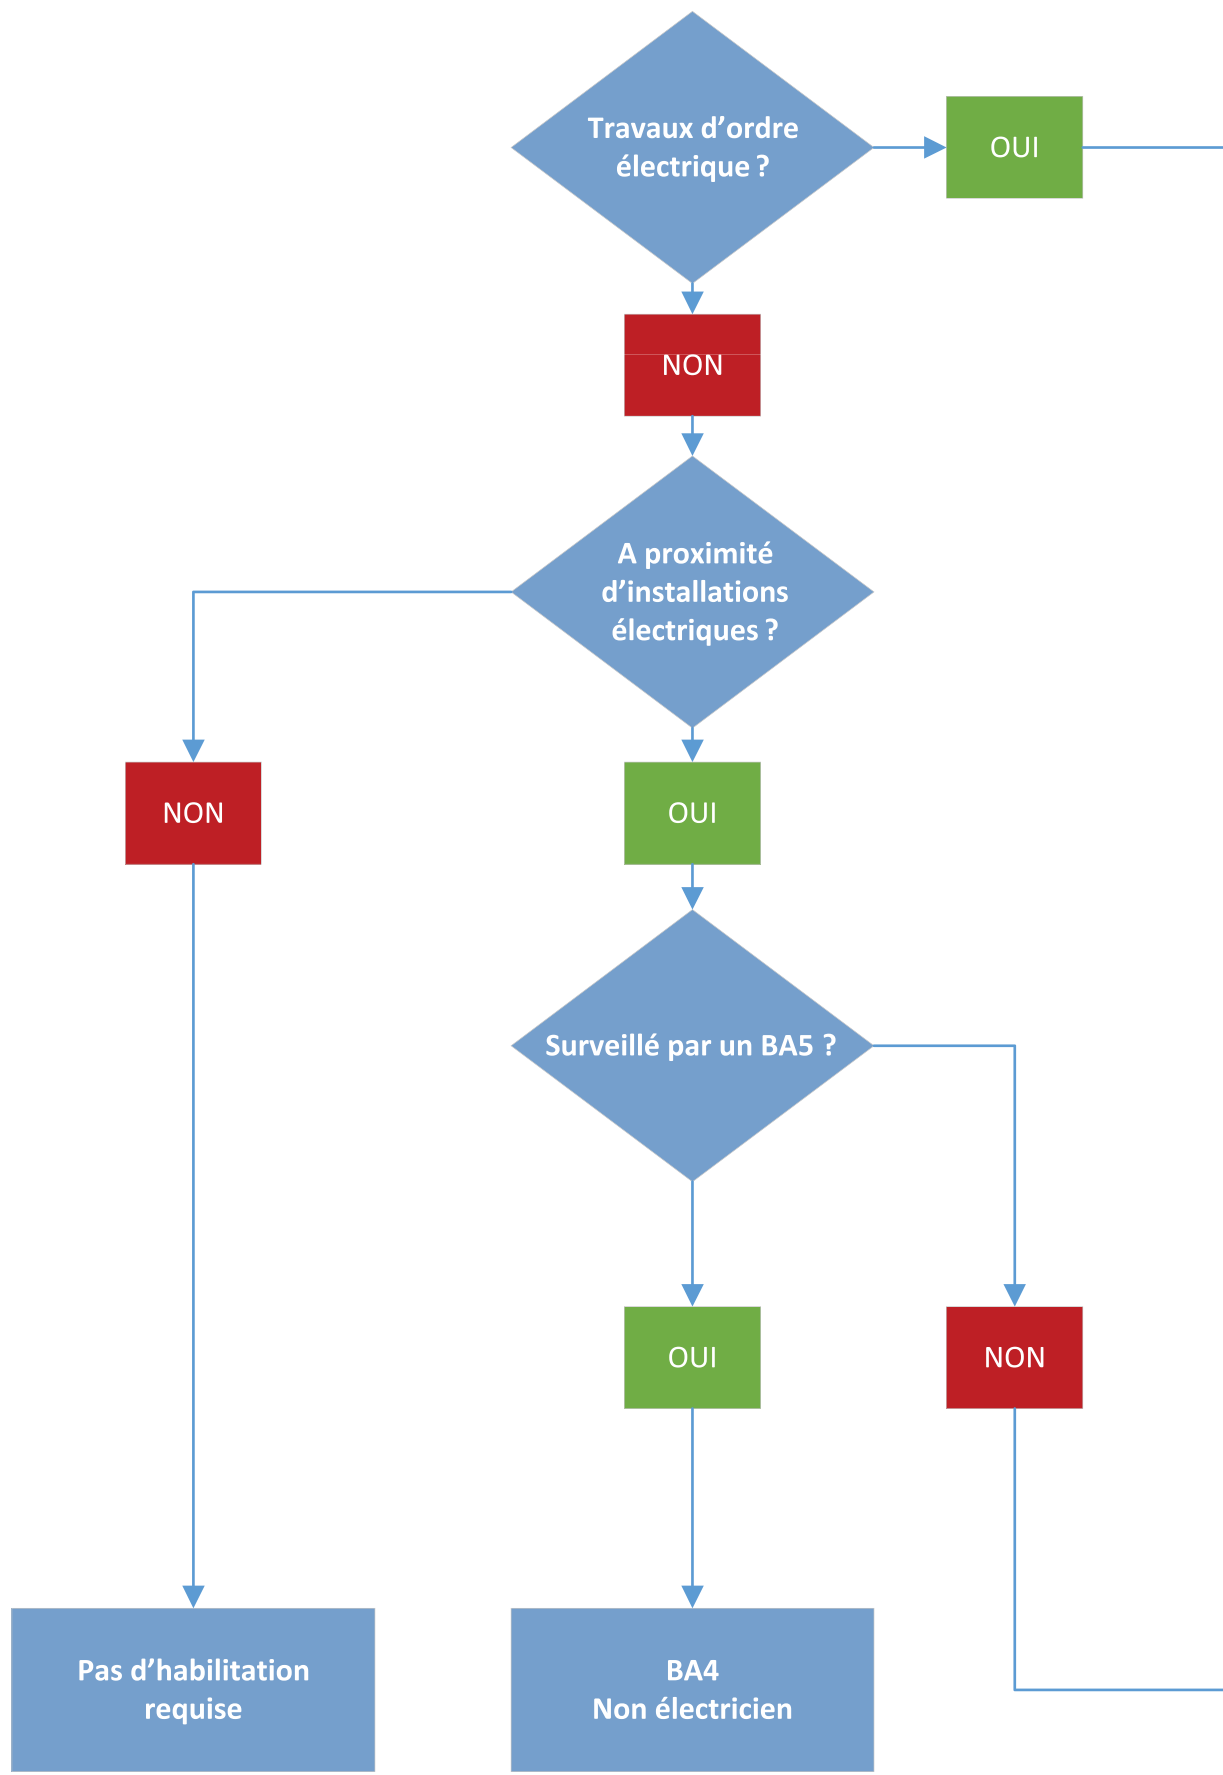 Travaux d’ordre
électrique ?
OUI
NON
A proximité
d’installations
électriques ?
NON
OUI
Surveillé par un BA5 ?
OUI
NON
Pas d’habilitation
requise
BA4
Non électricien